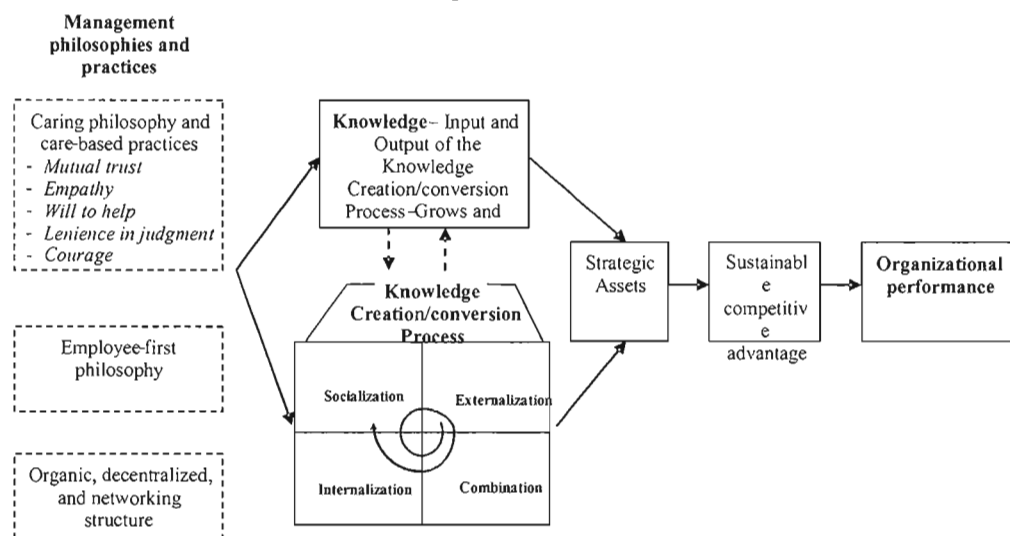 Management
philosophies and
practices
Caring philosophy and
care-based practices
- Mutual trust
- Empathy
- Will to help
- Lenience in judgment
- Courage
Employee-first
philosophy
Organic, decentralized,
and networking
structure
Knowledge– Input and
Output of the
Knowledge
Creation/conversion
Process–Grows and
Knowledge
Creation/conversion
Process
Socialization
Externalization
Internalization
Combination
Strategic
Assets
Sustainabl
e
competitiv
e
advantage
Organizational
performance